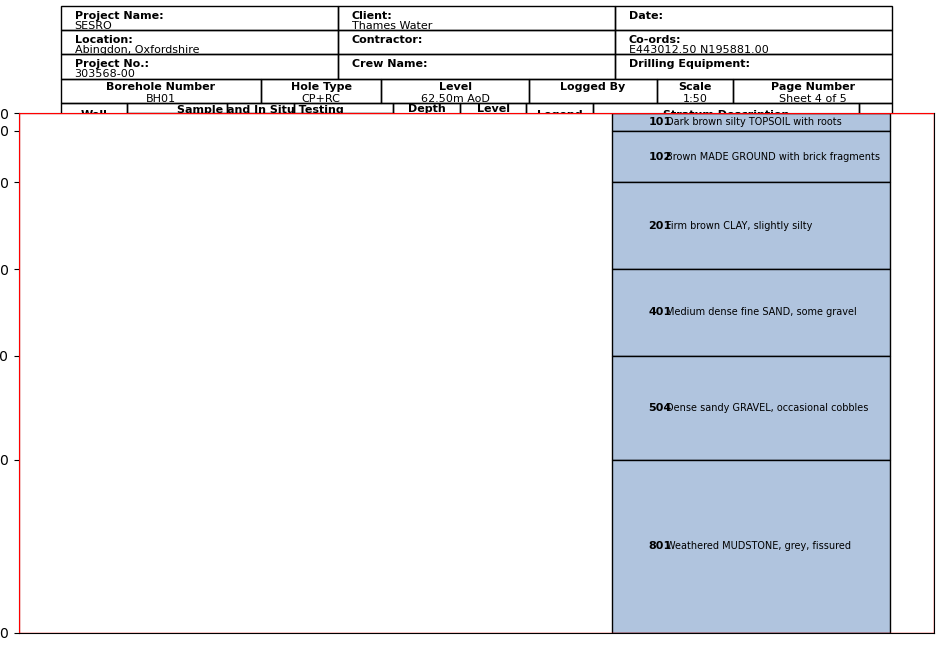 Project Name: Client: Date:
SESRO Thames Water
Location: Contractor: Co-ords:
Abingdon, Oxfordshire E443012.50 N195881.00
Project No.: Crew Name: Drilling Equipment:
303568-00
Borehole Number Hole Type Level Logged By Scale Page Number
BH01 CP+RC 62.50m AoD 1:50 Sheet 4 of 5
Well Sample and In Situ Testing Depth Level Legend Stratum Description
0 101 Dark brown silty TOPSOIL with roots
0
102 Brown MADE GROUND with brick fragments
0
201 Firm brown CLAY, slightly silty
0
401 Medium dense fine SAND, some gravel
0
504 Dense sandy GRAVEL, occasional cobbles
0
801 Weathered MUDSTONE, grey, fissured
0